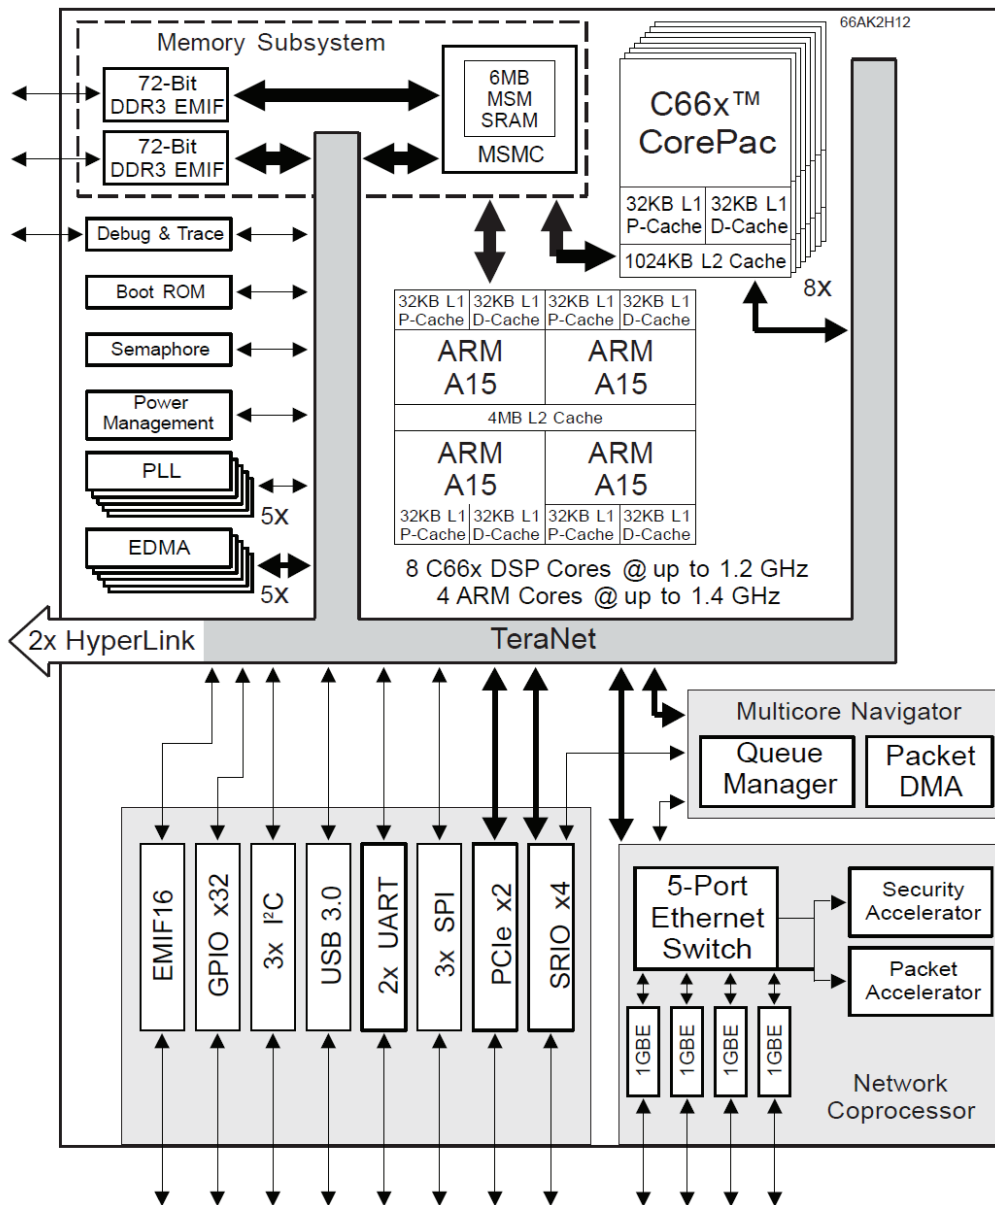 66AK2H12
Memory Subsystem
72-Bit
DDR3 EMIF
72-Bit
DDR3 EMIF
6MB
MSM
SRAM
MSMC
C66x™
CorePac
32KB L1
P-Cache
32KB L1
D-Cache
1024KB L2 Cache
8x
Debug & Trace
Boot ROM
Semaphore
Power
Management
PLL
5x
EDMA
5x
32KB L1
P-Cache
32KB L1
D-Cache
32KB L1
P-Cache
32KB L1
D-Cache
ARM
A15
ARM
A15
4MB L2 Cache
ARM
A15
ARM
A15
32KB L1
P-Cache
32KB L1
D-Cache
32KB L1
P-Cache
32KB L1
D-Cache
8 C66x DSP Cores @ up to 1.2 GHz
4 ARM Cores @ up to 1.4 GHz
2x HyperLink
TeraNet
Multicore Navigator
Queue
Manager
Packet
DMA
EMIF16
GPIO x32
3x I²C
USB 3.0
2x UART
3x SPI
PCIe x2
SRIO x4
5-Port
Ethernet
Switch
Security
Accelerator
Packet
Accelerator
1GBE
1GBE
1GBE
1GBE
Network
Coprocessor